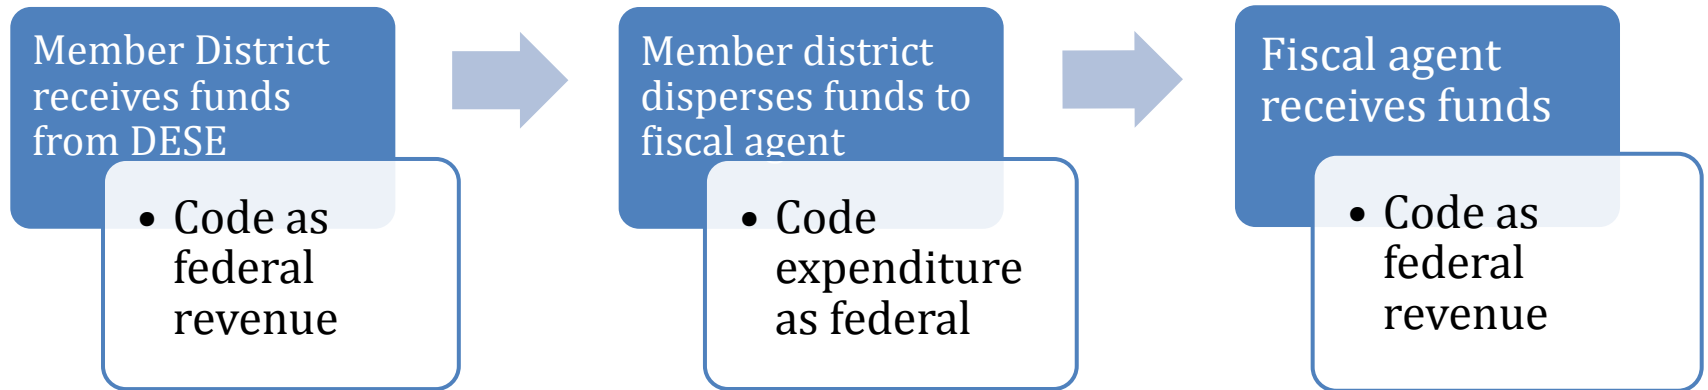 Member District
receives funds
from DESE
• Code as
federal
revenue
Member district
disperses funds to
fiscal agent
• Code
expenditure
as federal
Fiscal agent
receives funds
• Code as
federal
revenue